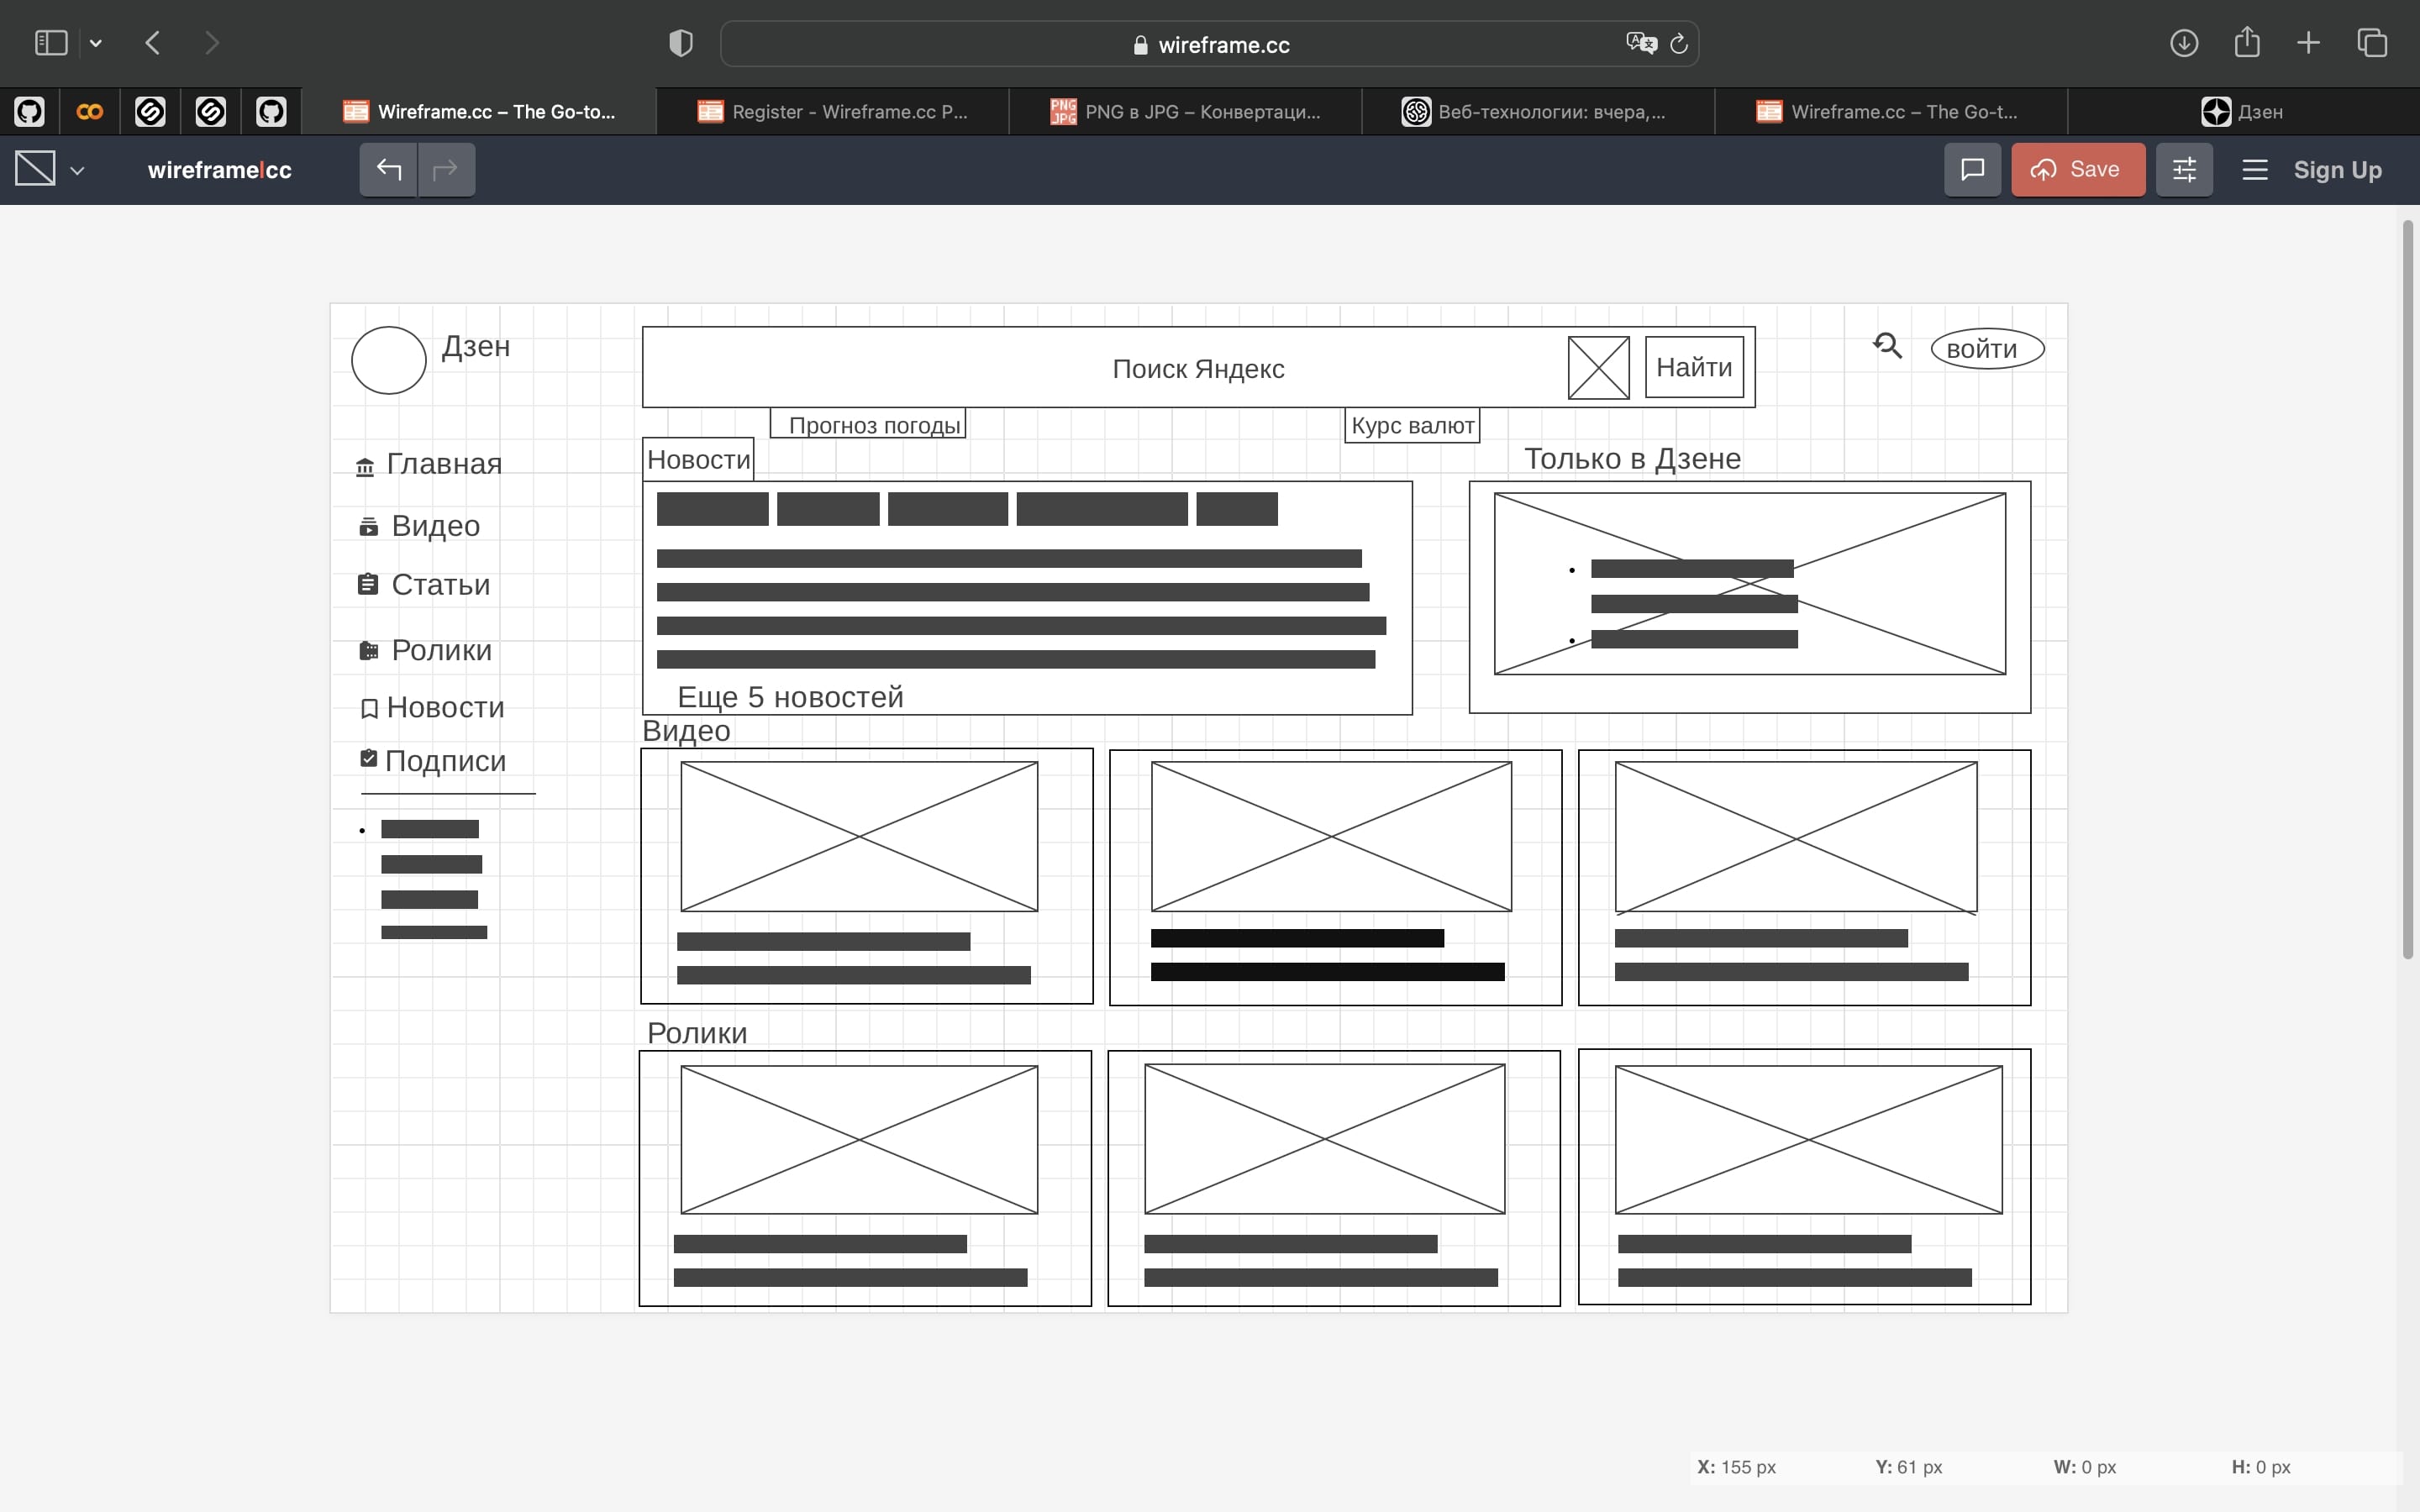 wireframe.cc
Wireframe.cc – The Go-to...
Register - Wireframe.cc P...
PNG в JPG – Конвертаци...
Веб-технологии: вчера,...
Wireframe.cc – The Go-t...
Дзен
wireframe|cc
Save
Sign Up
Дзен
Поиск Яндекс
Найти
войти
Прогноз погоды
Курс валют
Главная
Новости
Только в Дзене
Видео
Статьи
Ролики
Новости
Еще 5 новостей
Видео
Подписи
Ролики
X: 155 px
Y: 61 px
W: 0 px
H: 0 px